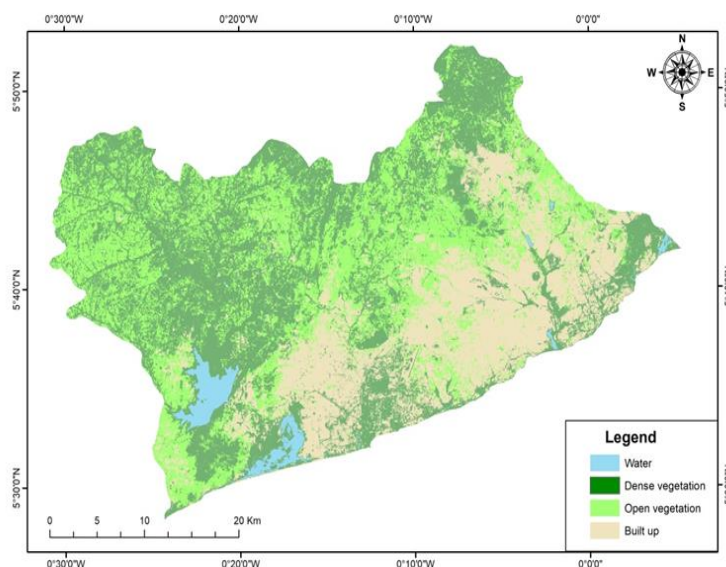 0°30'0"W 0°20'0"W 0°10'0"W 0°0'0"
N
W E
S
5°50'0"N
5°40'0"N
5°30'0"N
Legend
Water
Dense vegetation
Open vegetation
Built up
0 5 10 20 Km
0°30'0"W 0°20'0"W 0°10'0"W 0°0'0"